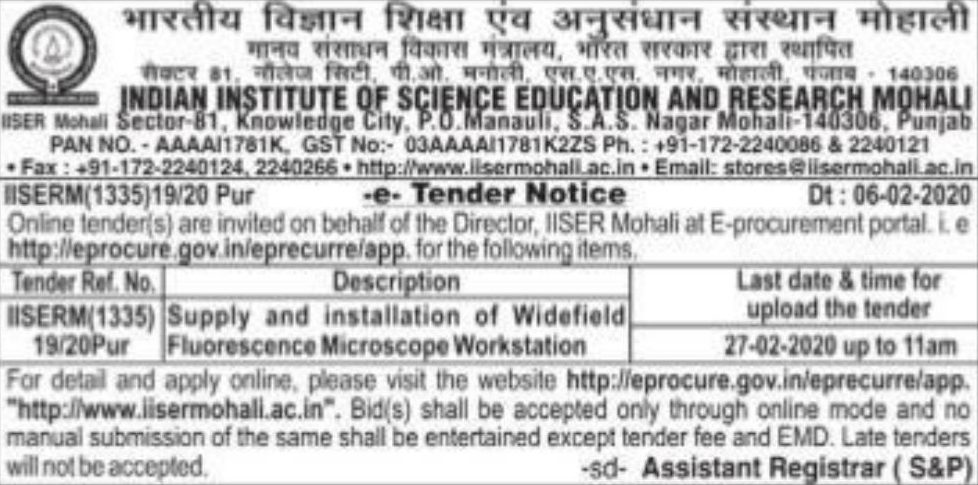 भारतीय विज्ञान शिक्षा एंव अनुसंधान संस्थान मोहाली
मानव संसाधन विकास मंत्रालय, भारत सरकार द्वारा स्थापित
सैक्टर 81, नौलेज सिटी, पी.ओ. मनोली, एस.ए.एस. नगर, मोहाली, पंजाब - 140306
INDIAN INSTITUTE OF SCIENCE EDUCATION AND RESEARCH MOHALI
IISER Mohali Sector-81, Knowledge City, P.O.Manauli, S.A.S. Nagar Mohali-140306, Punjab
PAN NO. - AAAAI1781K, GST No:- 03AAAAI1781K2ZS Ph. : +91-172-2240086 & 2240121
• Fax : +91-172-2240124, 2240266 • http://www.iisermohali.ac.in • Email: stores@iisermohali.ac.in
IISERM(1335)19/20 Pur -e- Tender Notice Dt : 06-02-2020
Online tender(s) are invited on behalf of the Director, IISER Mohali at E-procurement portal. i. e
http://eprocure.gov.in/eprecurre/app. for the following items.
Tender Ref. No. Description Last date & time for
upload the tender
IISERM(1335) Supply and installation of Widefield
19/20Pur Fluorescence Microscope Workstation 27-02-2020 up to 11am
For detail and apply online, please visit the website http://eprocure.gov.in/eprecurre/app.
"http://www.iisermohali.ac.in". Bid(s) shall be accepted only through online mode and no
manual submission of the same shall be entertained except tender fee and EMD. Late tenders
will not be accepted. -sd- Assistant Registrar ( S&P)